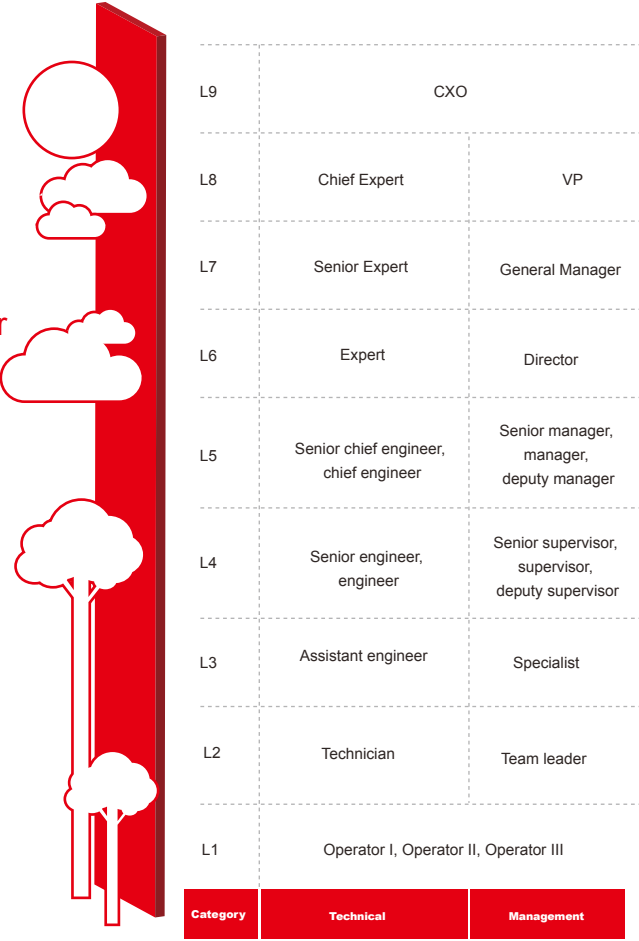 L9 CXO
L8 Chief Expert VP
L7 Senior Expert General Manager
r
L6 Expert Director
L5 Senior chief engineer, Senior manager,
chief engineer manager,
deputy manager
L4 Senior engineer, Senior supervisor,
engineer supervisor,
deputy supervisor
L3 Assistant engineer Specialist
L2 Technician Team leader
L1 Operator I, Operator II, Operator III
Category Technical Management